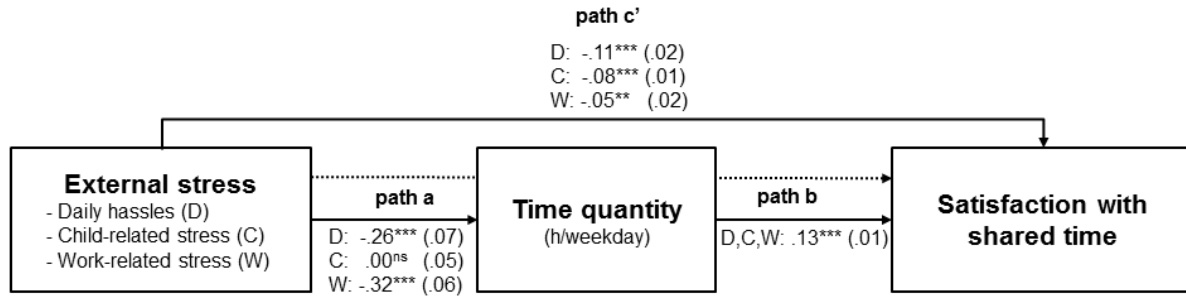 path c’
D: -.11*** (.02)
C: -.08*** (.01)
W: -.05** (.02)
External stress
- Daily hassles (D)
- Child-related stress (C)
- Work-related stress (W)
path a
D: -.26*** (.07)
C: .00ns (.05)
W: -.32*** (.06)
Time quantity
(h/weekday)
path b
D,C,W: .13*** (.01)
Satisfaction with
shared time